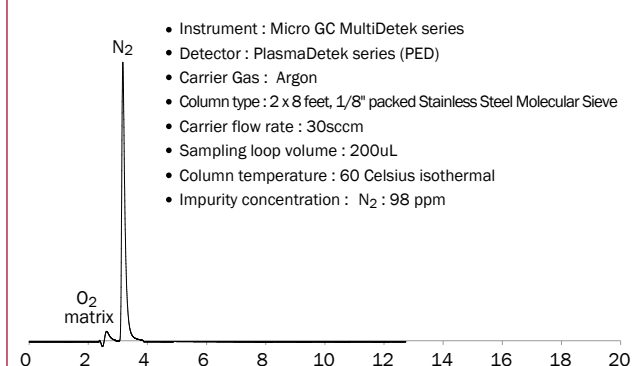 • Instrument : Micro GC MultiDetek series
• Detector : PlasmaDetek series (PED)
• Carrier Gas : Argon
• Column type : 2 x 8 feet, 1/8" packed Stainless Steel Molecular Sieve
• Carrier flow rate : 30sccm
• Sampling loop volume : 200uL
• Column temperature : 60 Celsius isothermal
• Impurity concentration : N2 : 98 ppm
N2
O2
matrix
0 2 4 6 8 10 12 14 16 18 20